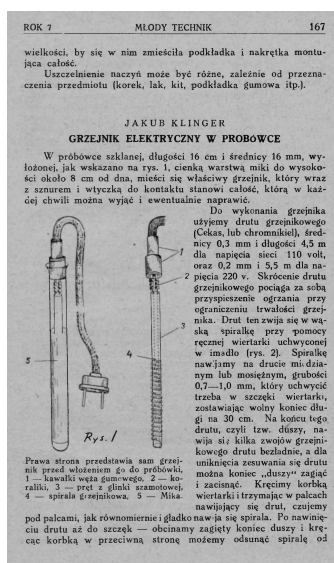 ROK 7 MŁODY TECHNIK 167
wielkości, by się w nim zmieściła podkładka i nakrętka montu-
jąca całość.
Uszczelnienie naczyń może być różne, zależnie od przezna-
czenia przedmiotu (korek, lak, kit, podkładka gumowa itp.).
JAKUB KLINGER
GRZEJNIK ELEKTRYCZNY W PROBÓWCE
W próbówce szklanej, długości 16 cm i średnicy 16 mm, wy-
łożonej, jak wskazano na rys. 1, cienką warstwą miki do wysoko-
ści około 8 cm od dna, mieści się właściwy grzejnik, który wraz
z sznurem i wtyczką do kontaktu stanowi całość, którą w każ-
dej chwili można wyjąć i ewentualnie naprawić.
Do wykonania grzejnika
użyjemy drutu grzejnikowego
(Cekas, lub chromnikiel), śred-
nicy 0,3 mm i długości 4,5 m
dla napięcia sieci 110 volt,
oraz 0,2 mm i 5,5 m dla na-
pięcia 220 v. Skrócenie drutu
grzejnikowego pociąga za sobą
przyspieszenie ogrzania przy
ograniczeniu trwałości grzej-
nika. Drut ten zwija się w wą-
ską spiralkę przy pomocy
ręcznej wiertarki uchwyconej
w imadło (rys. 2). Spiralkę
nawijamy na drucie miedzia-
nym lub mosiężnym, grubości
0,7—1,0 mm, który uchwycić
trzeba w szczęki wiertarki,
zostawiając wolny koniec dłu-
gi na 30 cm. Na końcu tego
drutu, czyli tzw. dúszy, na-
wija się kilka zwojów grzejni-
kowego drutu bezładnie, a dla
uniknięcia zesuwania się drutu
można koniec „duszy" zagiąć
i zacisnąć. Kręcimy korbką
wiertarki i trzymając w palcach
nawijający się drut, czujemy
1
2
3
4
5
Rys. 1
Prawa strona przedstawia sam grzej-
nik przed włożeniem go do próbówki,
1 — kawałki węża gumowego, 2 — ko-
raliki, 3 — pręt z glinki szamotowej,
4 — spirala grzejnikowa, 5 — Mika.
pod palcami, jak równomiernie i gładko nawija się spirala. Po nawinię-
ciu drutu aż do szczęk — obcinamy zagięty koniec duszy i krę-
cąc korbką w przeciwną stronę możemy odsunąć spiralę od